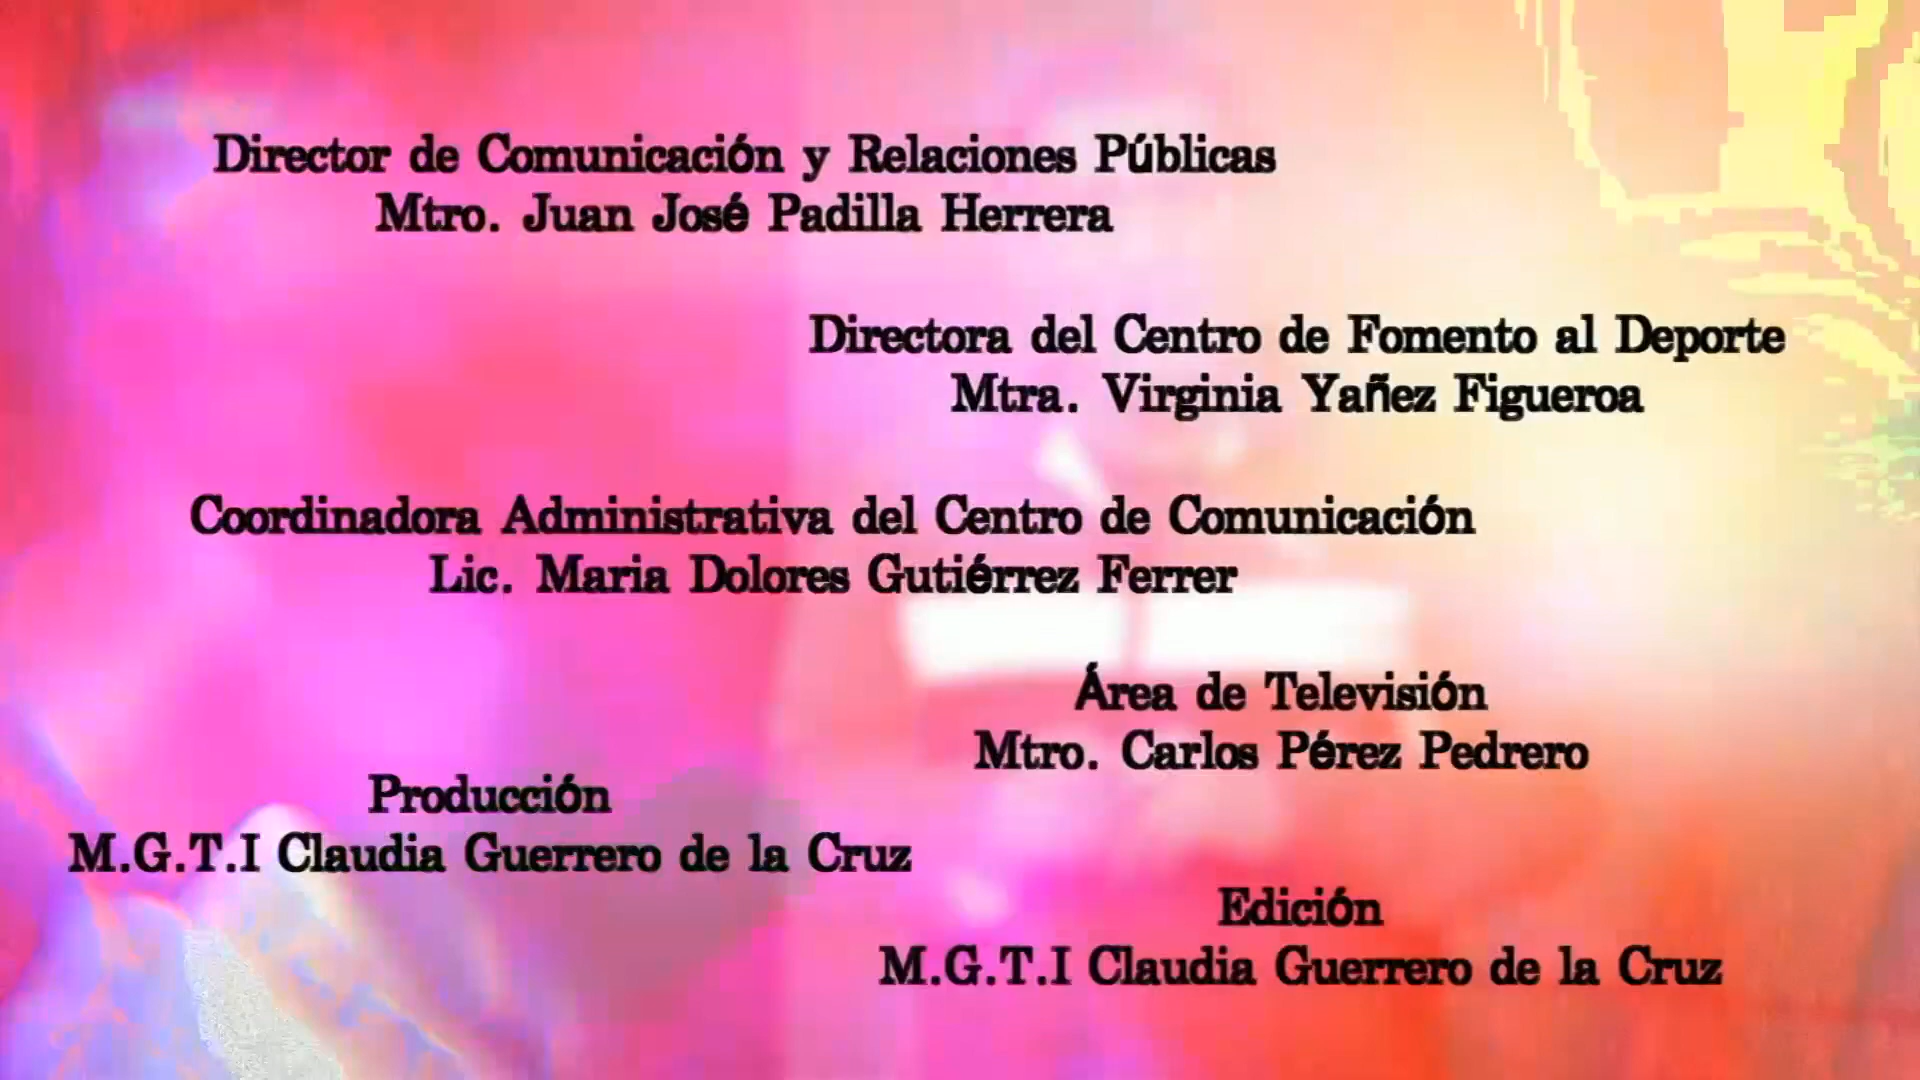 Director de Comunicación y Relaciones Públicas
Mtro. Juan José Padilla Herrera
Directora del Centro de Fomento al Deporte
Mtra. Virginia Yañez Figueroa
Coordinadora Administrativa del Centro de Comunicación
Lic. Maria Dolores Gutiérrez Ferrer
Área de Televisión
Mtro. Carlos Pérez Pedrero
Producción
M.G.T.I Claudia Guerrero de la Cruz
Edición
M.G.T.I Claudia Guerrero de la Cruz